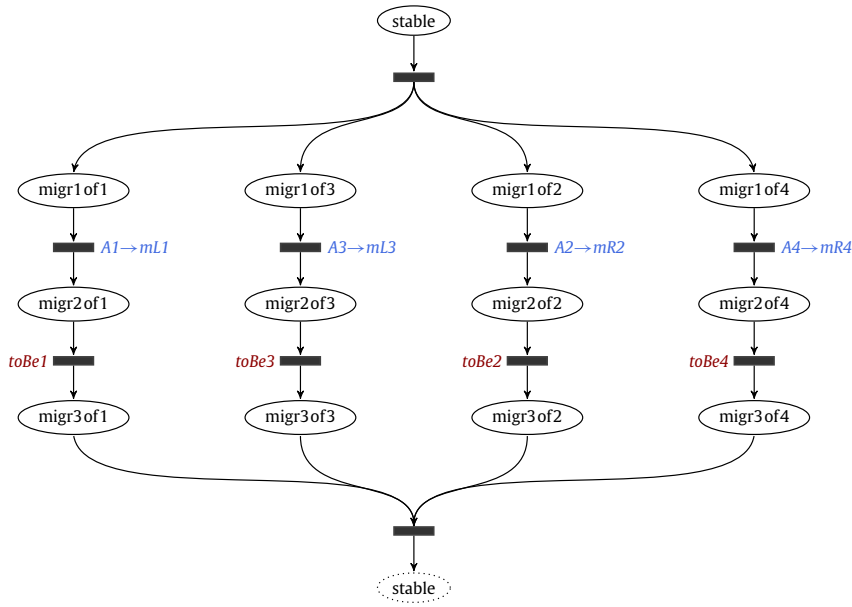 stable
migr1of1
migr1of3
migr1of2
migr1of4
A1→mL1
A3→mL3
A2→mR2
A4→mR4
migr2of1
migr2of3
migr2of2
migr2of4
toBe1
toBe3
toBe2
toBe4
migr3of1
migr3of3
migr3of2
migr3of4
stable